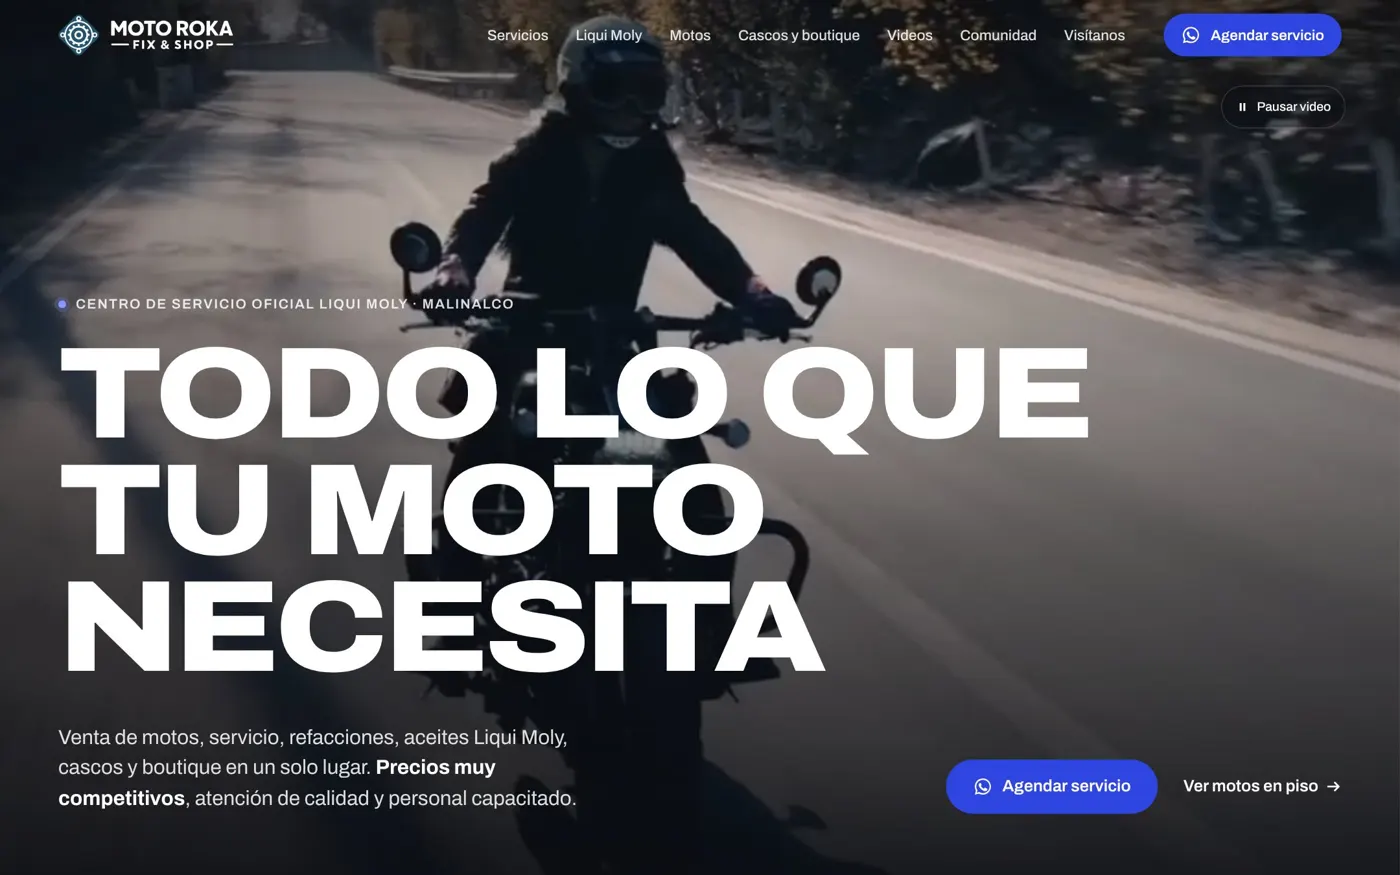 MOTO ROKA
FIX & SHOP
Servicios
Liqui Moly
Motos
Cascos y boutique
Videos
Comunidad
Visítanos
Agendar servicio
Pausar video
CENTRO DE SERVICIO OFICIAL LIQUI MOLY · MALINALCO
TODO LO QUE
TU MOTO
NECESITA
Venta de motos, servicio, refacciones, aceites Liqui Moly,
cascos y boutique en un solo lugar. Precios muy
competitivos, atención de calidad y personal capacitado.
Agendar servicio
Ver motos en piso →